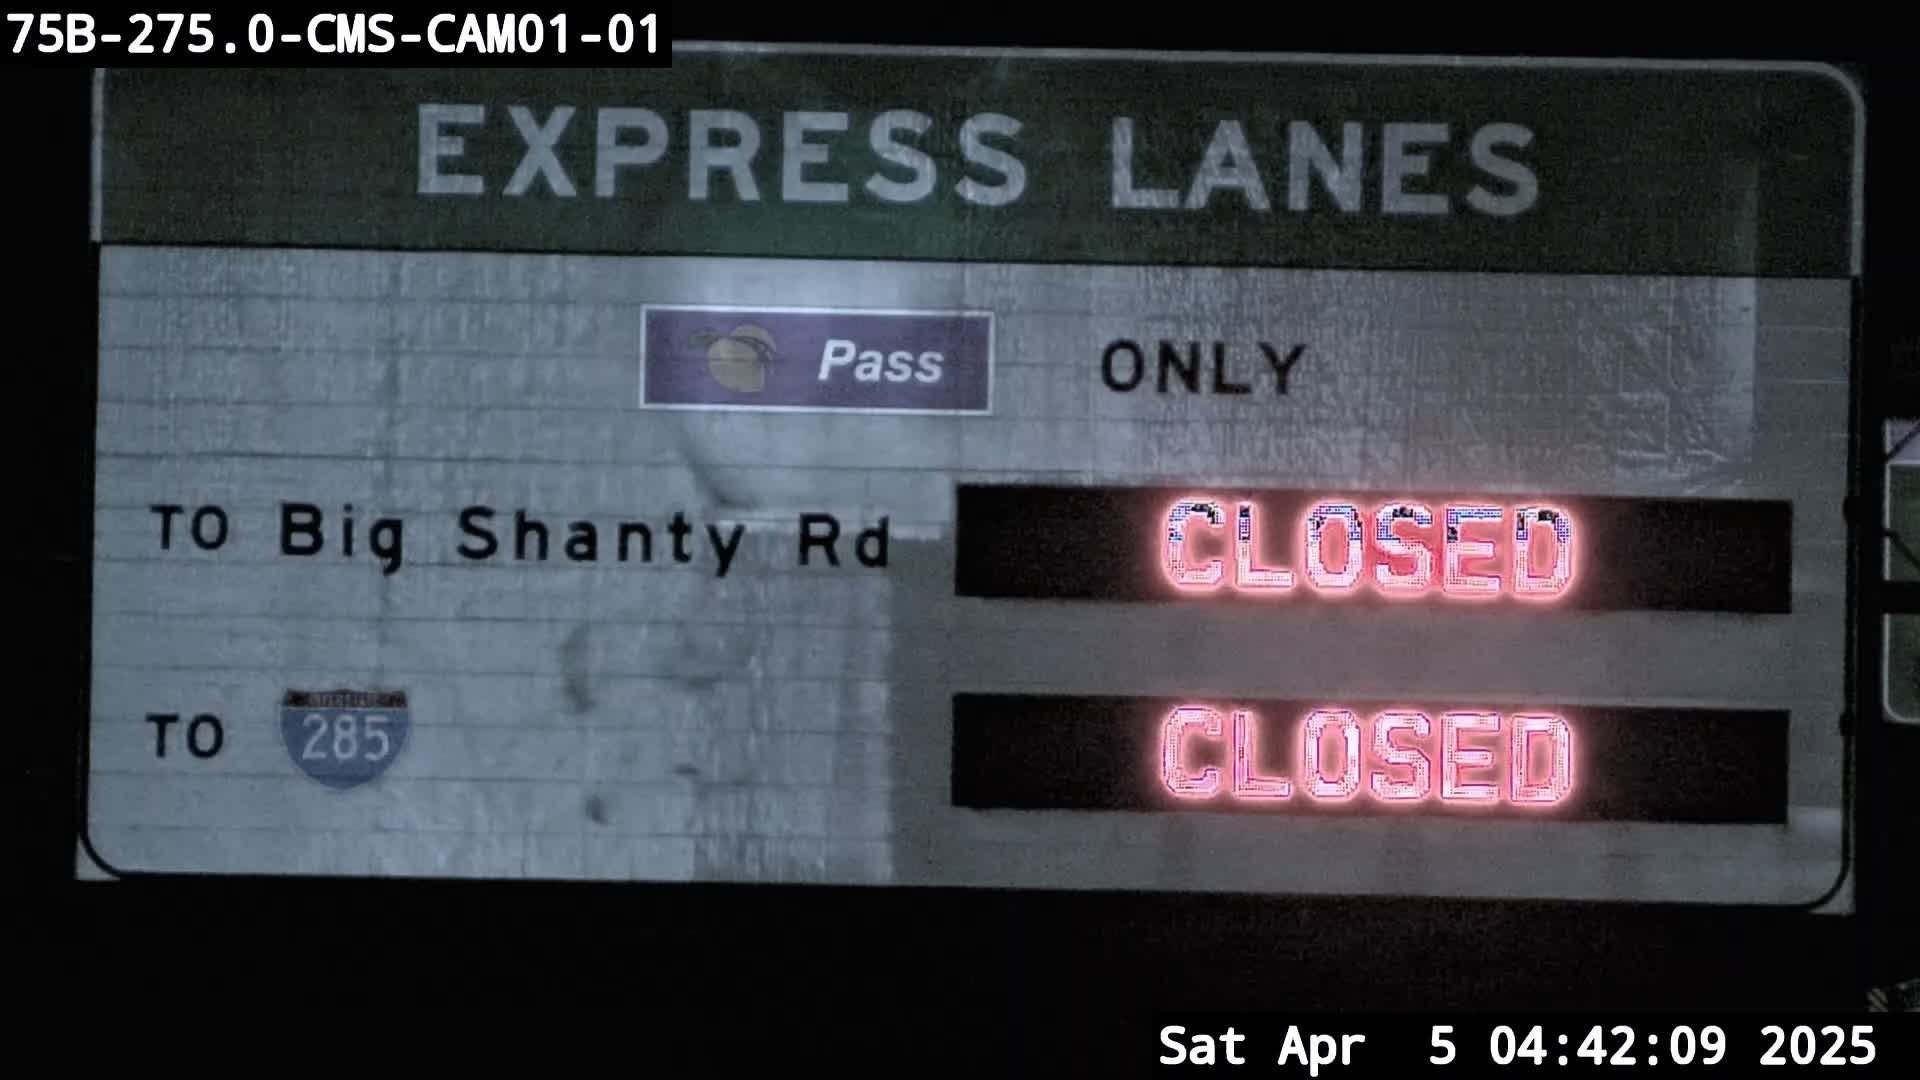 75B-275.0-CMS-CAM01-01
EXPRESS LANES
Pass ONLY
TO Big Shanty Rd CLOSED
INTERSTATE
TO 285 CLOSED
Sat Apr 5 04:42:09 2025